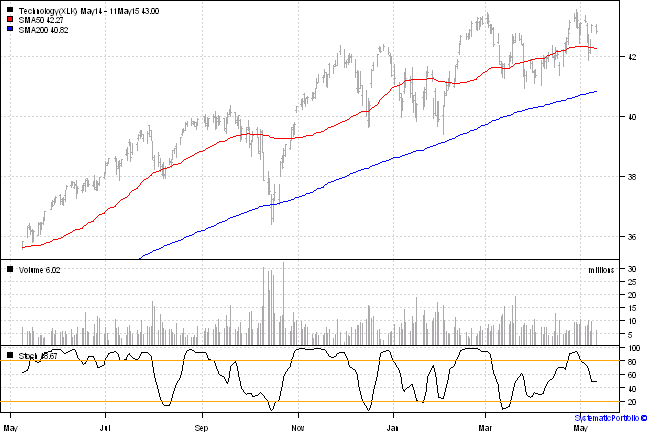 Technology(XLK) May14 - 11May15 43.00
SMA50 42.27
SMA200 40.82
42
40
38
36
Volume 6.02
millions
30
25
20
15
10
5
100
80
60
40
20
May
Jul
Sep
Nov
Jan
Mar
May
SystematicPortfolio ©